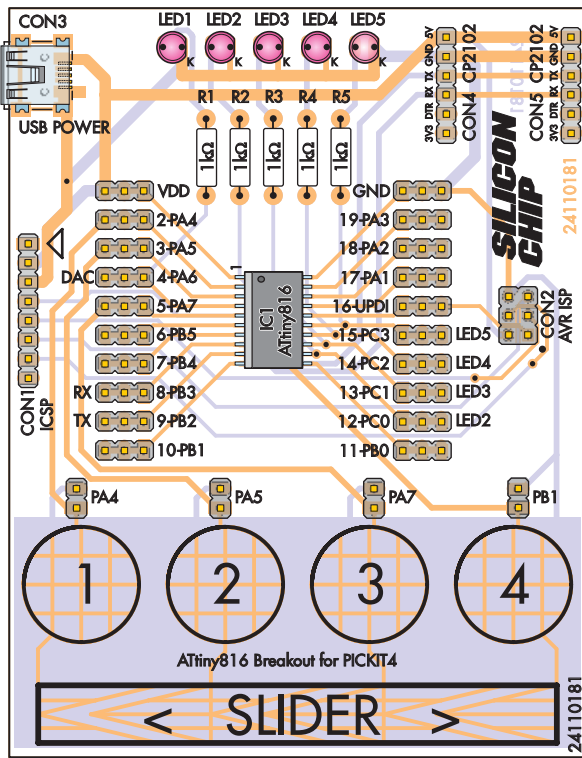 CON3
LED1 LED2 LED3 LED4 LED5
K K K K K
5V GND TX RX DTR 3V3
CP2102
CON4
CP2102
CON5
5V GND TX RX DTR 3V3
USB POWER
R1 R2 R3 R4 R5
1kΩ 1kΩ 1kΩ 1kΩ 1kΩ
SILICON
CHIP
24110181
VDD GND
2-PA4 19-PA3
3-PA5 18-PA2
DAC 4-PA6 17-PA1
5-PA7 16-UPDI
6-PB5 15-PC3 LED5
7-PB4 14-PC2 LED4
RX 8-PB3 13-PC1 LED3
TX 9-PB2 12-PC0 LED2
10-PB1 11-PB0
1
IC1
ATtiny816
CON2
AVR ISP
CON1
ICSP
PA4 PA5 PA7 PB1
1 2 3 4
ATtiny816 Breakout for PICKIT4
< SLIDER >
24110181